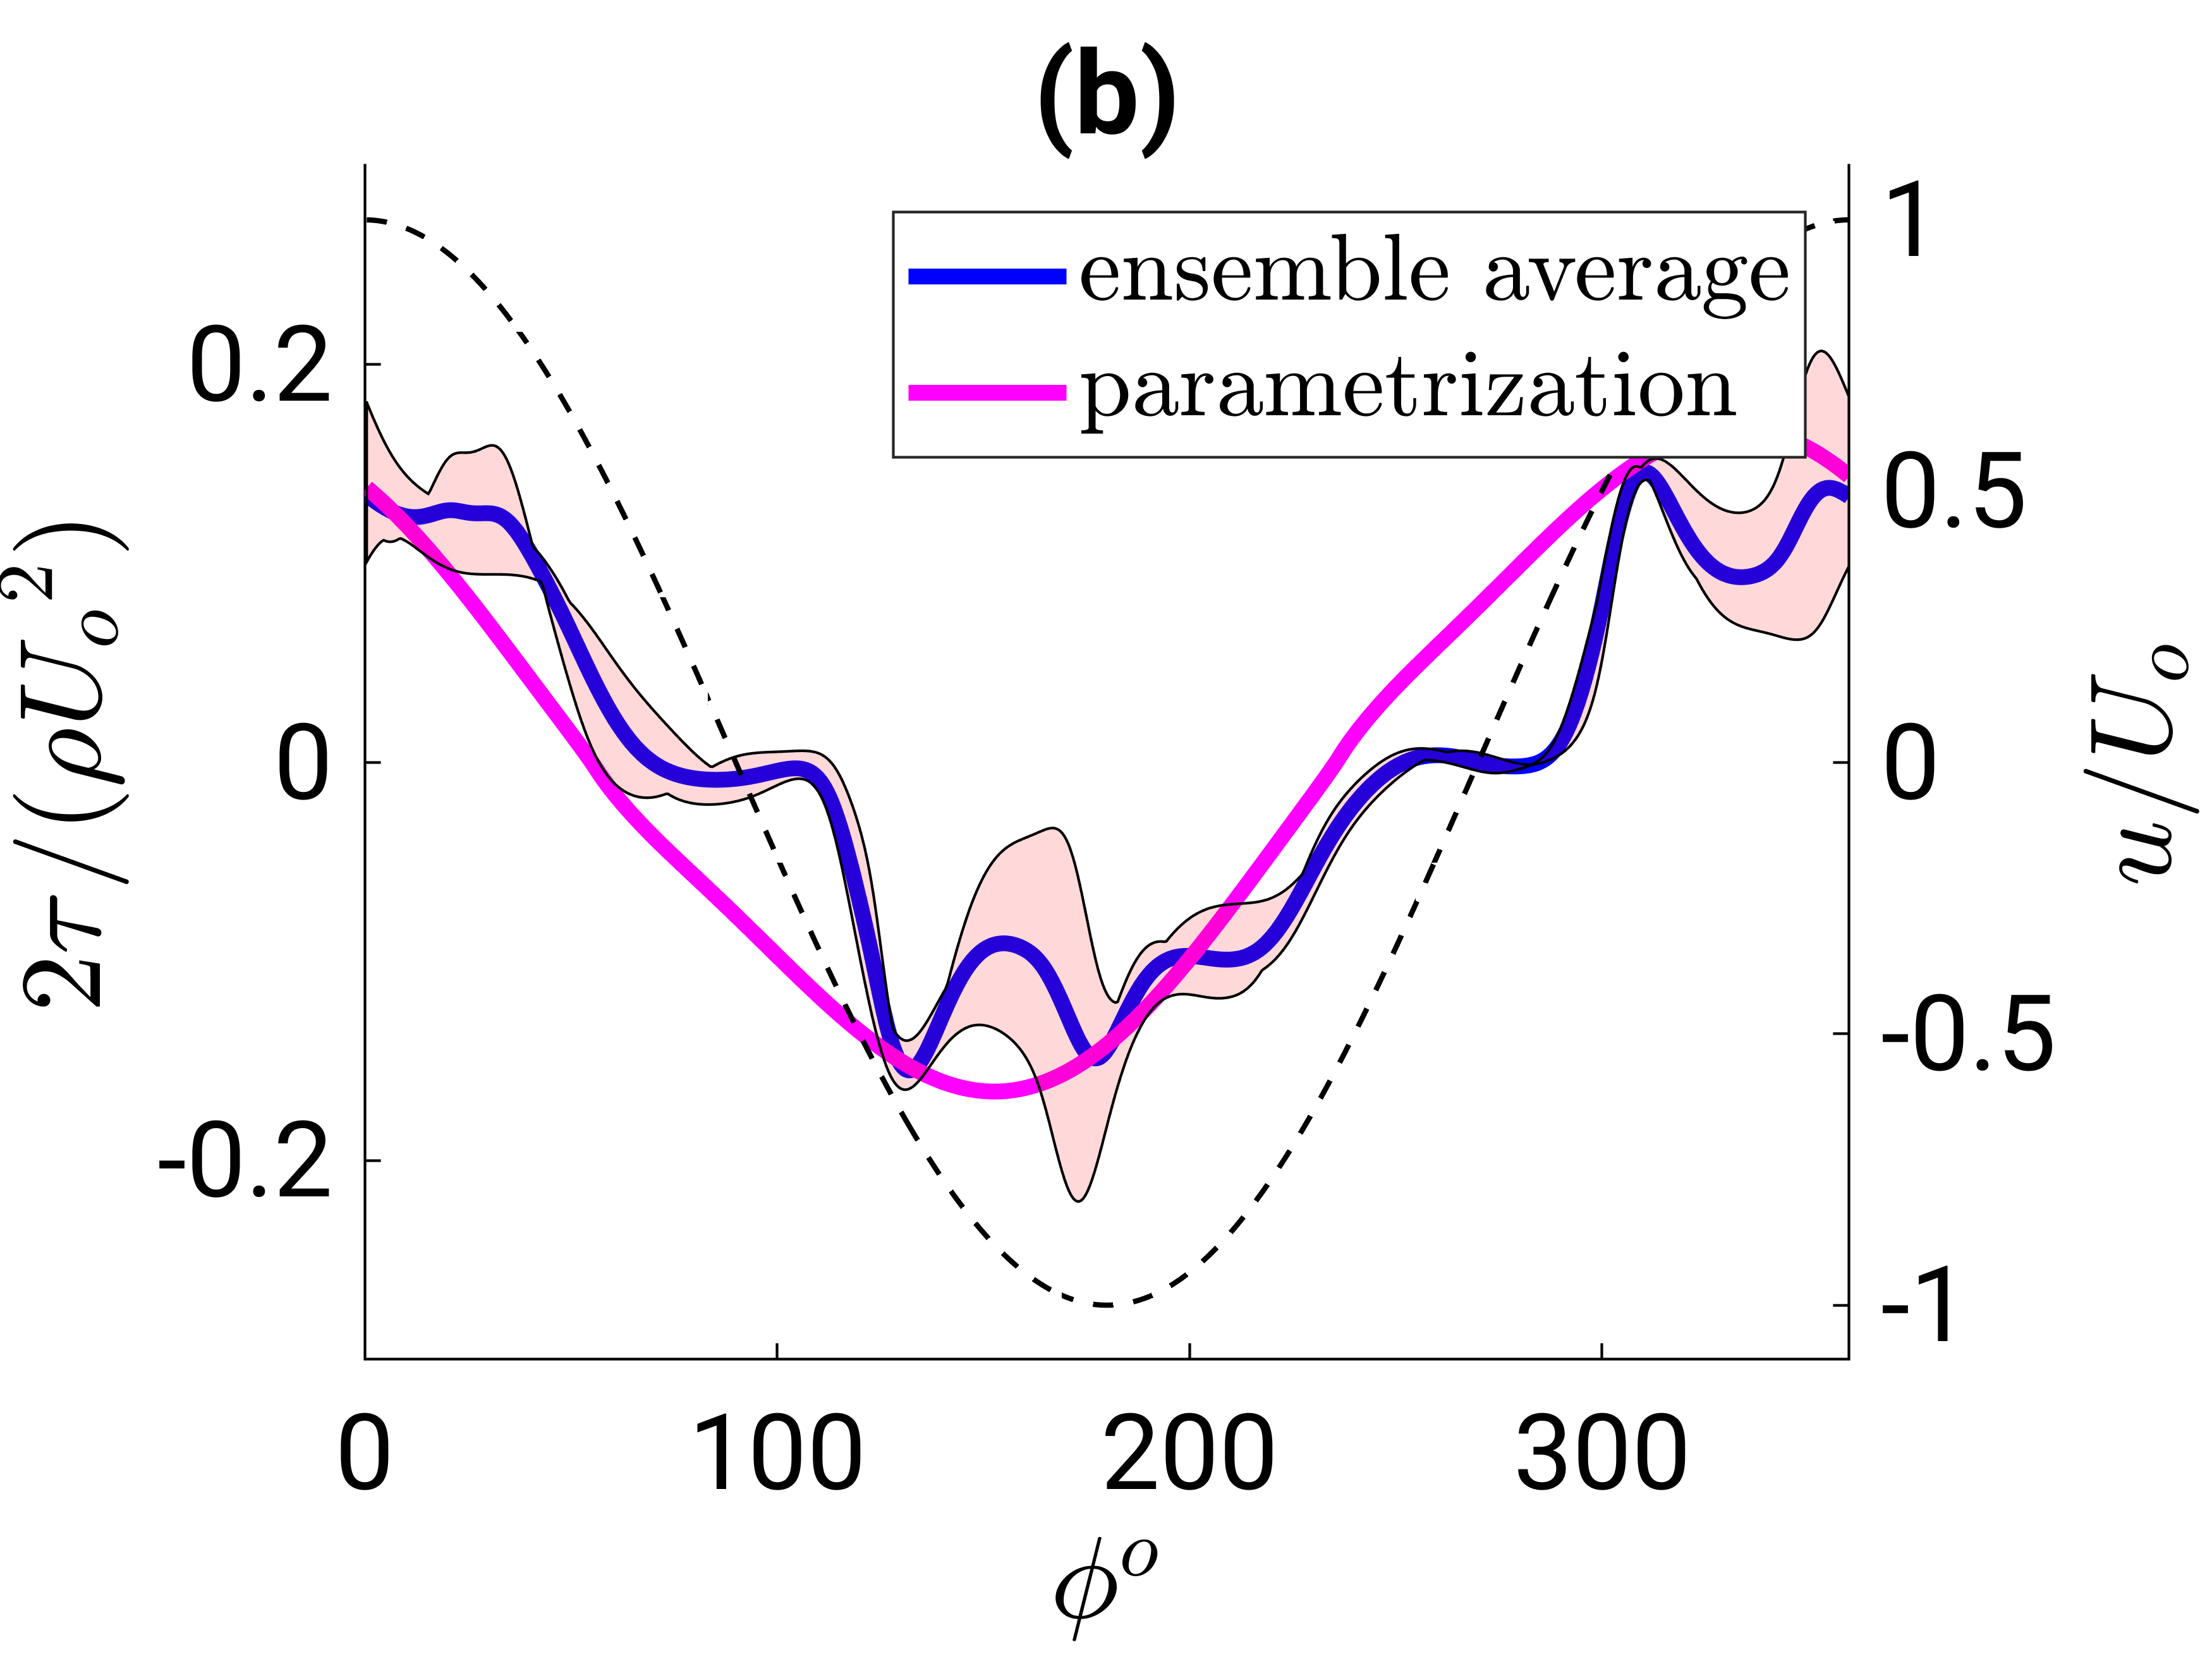 (b)
ensemble average
parametrization
0.2
0
-0.2
2τ/(ρU_o^2)
1
0.5
0
-0.5
-1
u/U_o
0 100 200 300
ϕ^o